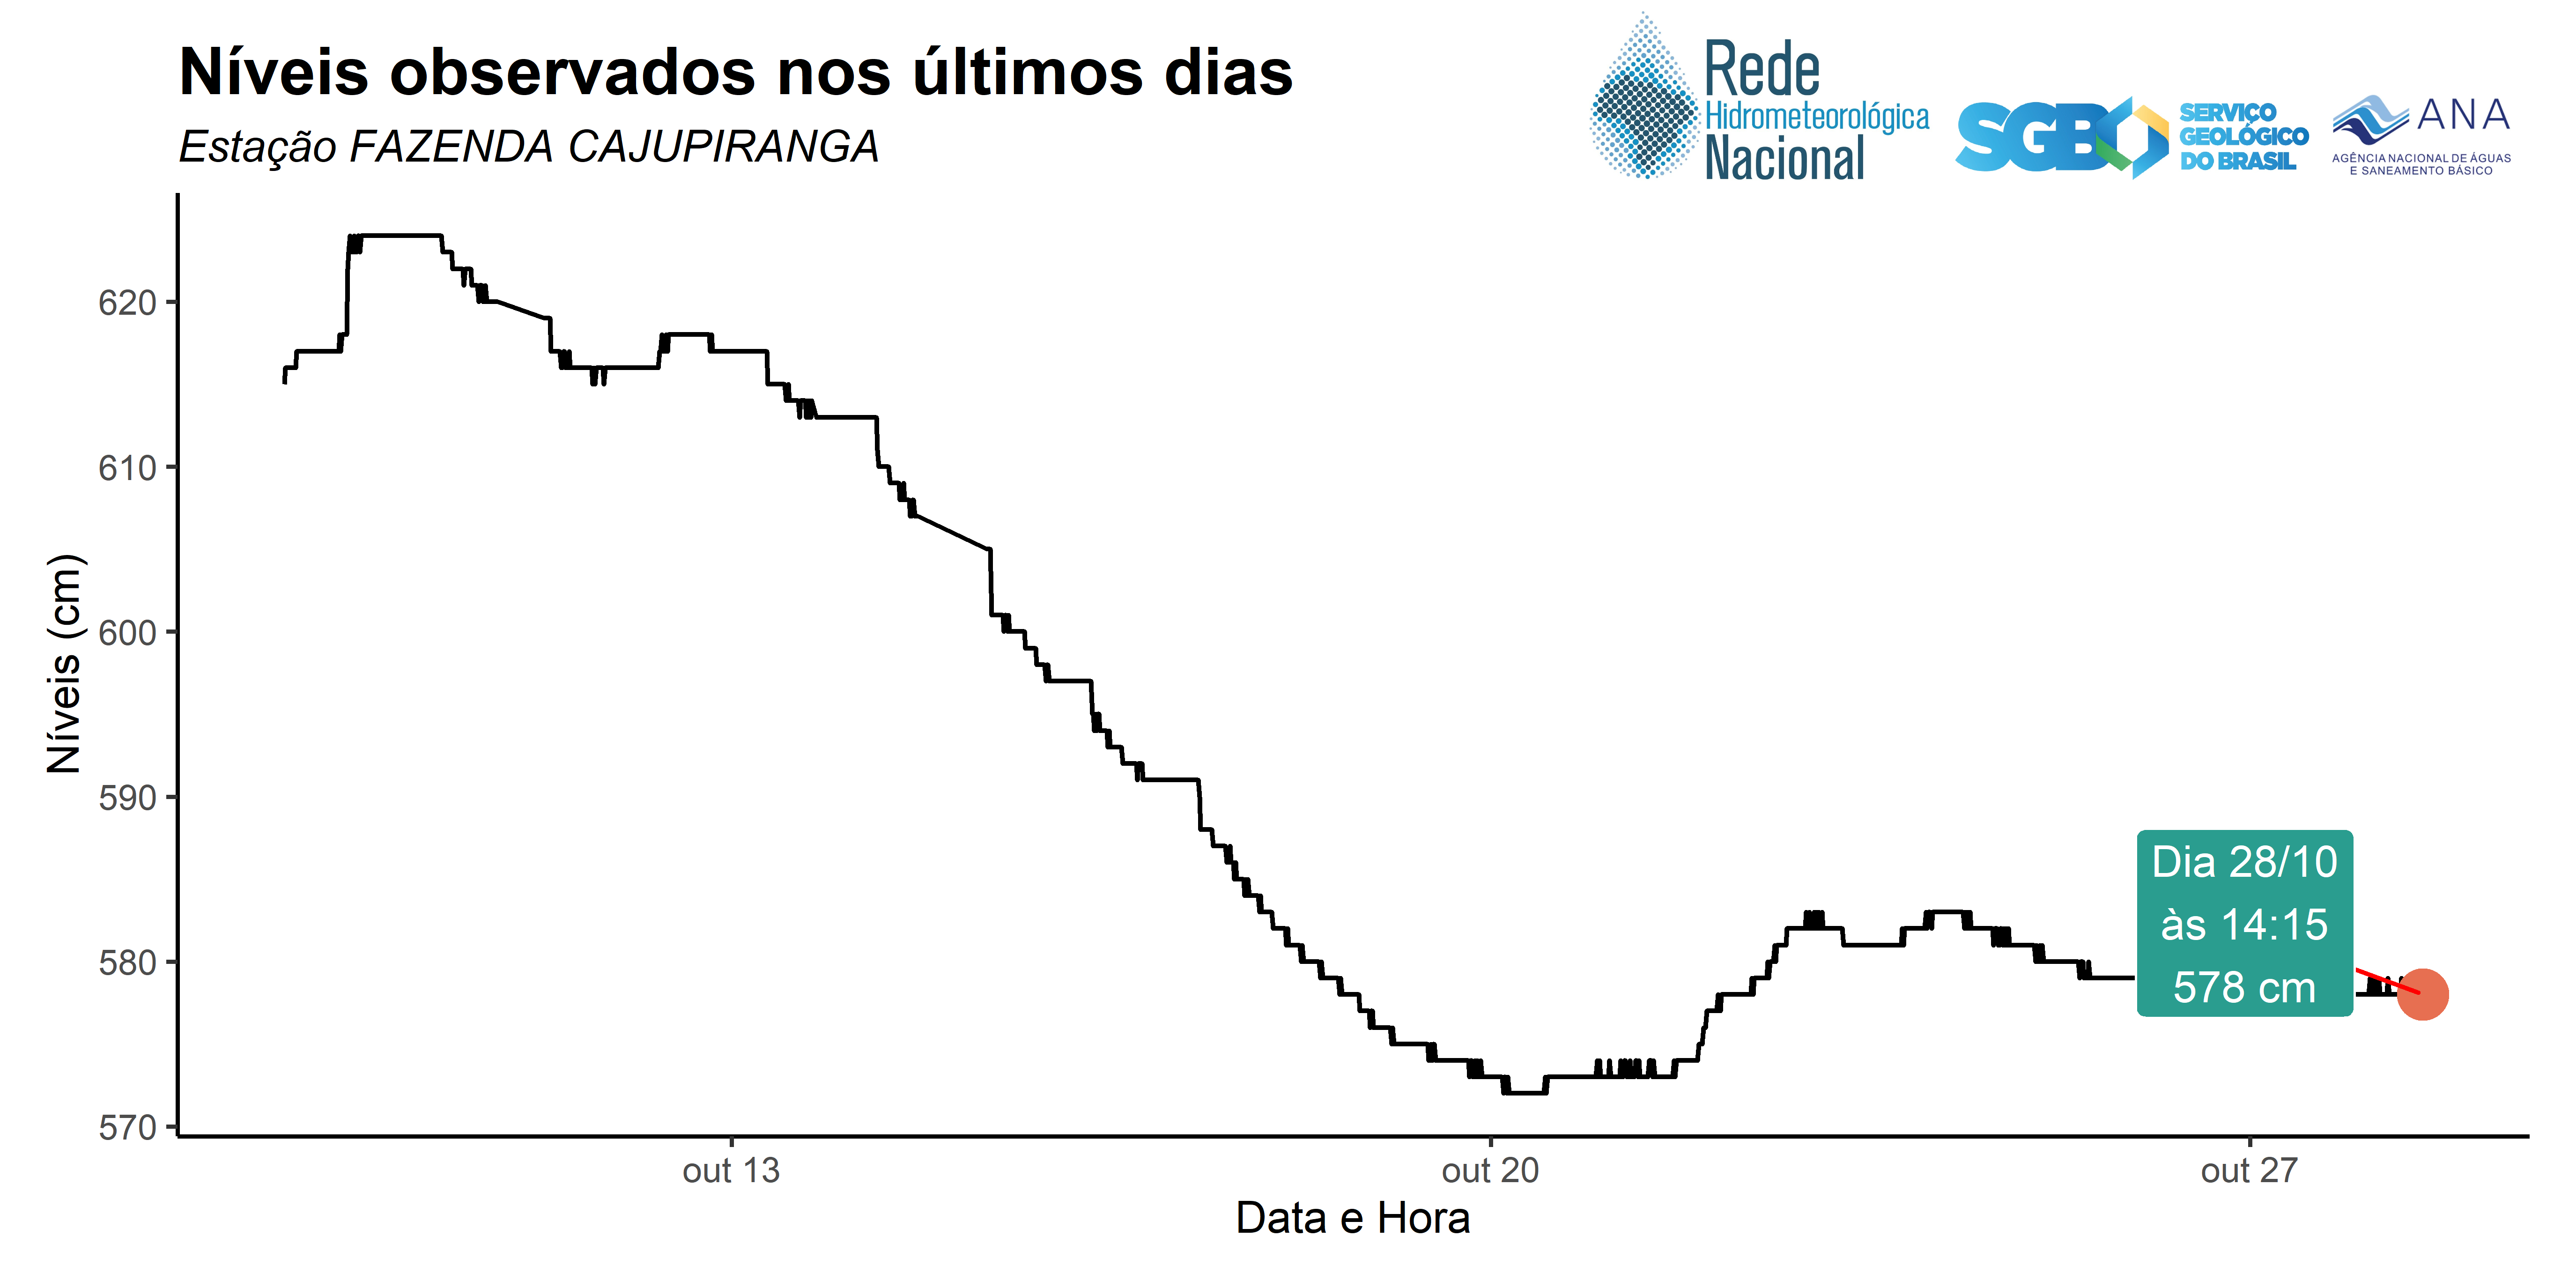 Níveis observados nos últimos dias
Estação FAZENDA CAJUPIRANGA
Rede
Hidrometeorológica
Nacional
SGB
SERVIÇO
GEOLÓGICO
DO BRASIL
ANA
AGÊNCIA NACIONAL DE ÁGUAS
E SANEAMENTO BÁSICO
Níveis (cm)
620
610
600
590
580
570
Dia 28/10
às 14:15
578 cm
out 13
out 20
out 27
Data e Hora